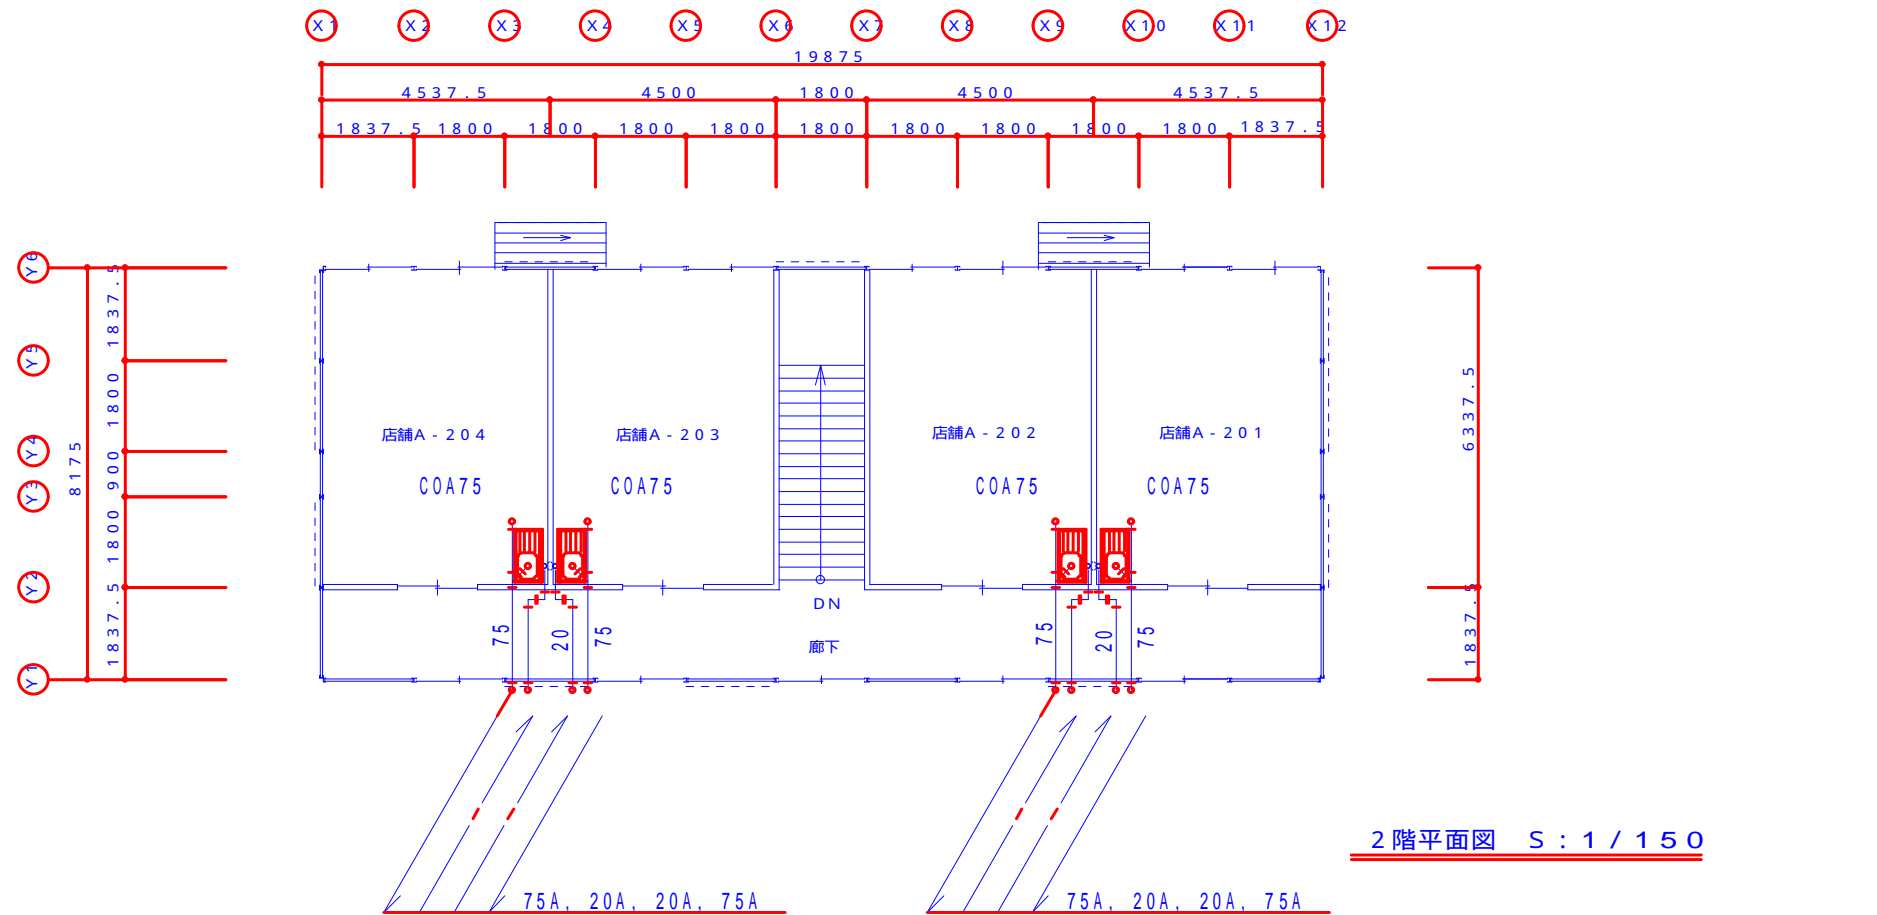 X1 X2 X3 X4 X5 X6 X7 X8 X9 X10 X11 X12
19875
4537.5 4500 1800 4500 4537.5
1837.5 1800 1800 1800 1800 1800 1800 1800 1800 1800 1837.5
Y6
Y5
Y4
Y3
Y2
Y1
8175
1837.5
1800
900
1800
1837.5
6337.5
1837.5
店舗A-204 店舗A-203 店舗A-202 店舗A-201
COA75 COA75 COA75 COA75
DN
廊下
75 20 75 75 20 75
2階平面図 S:1/150
75A, 20A, 20A, 75A 75A, 20A, 20A, 75A